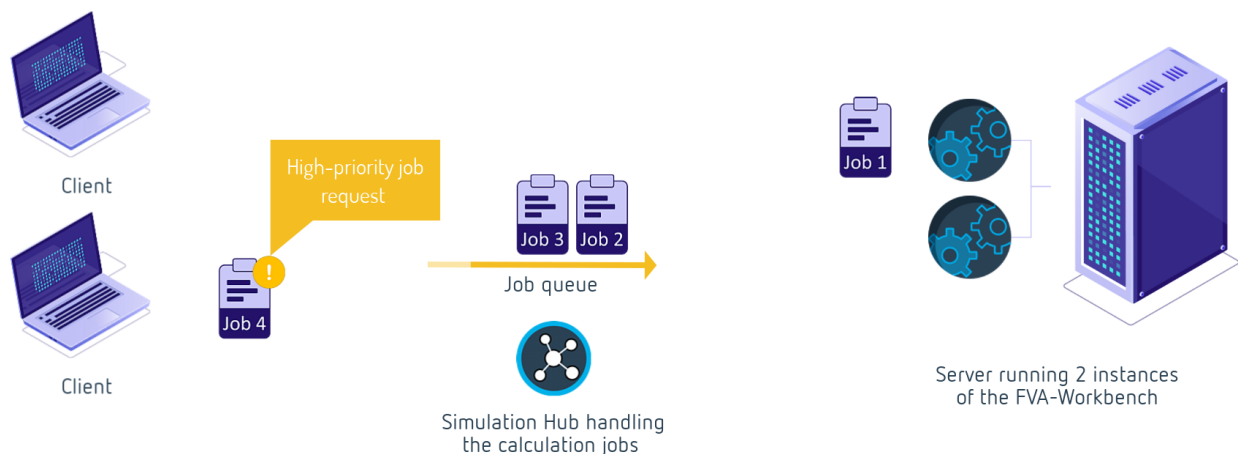 Client
High-priority job
request
Job 1
Job 3
Job 2
!
Job queue
Job 4
Client
Simulation Hub handling
the calculation jobs
Server running 2 instances
of the FVA-Workbench